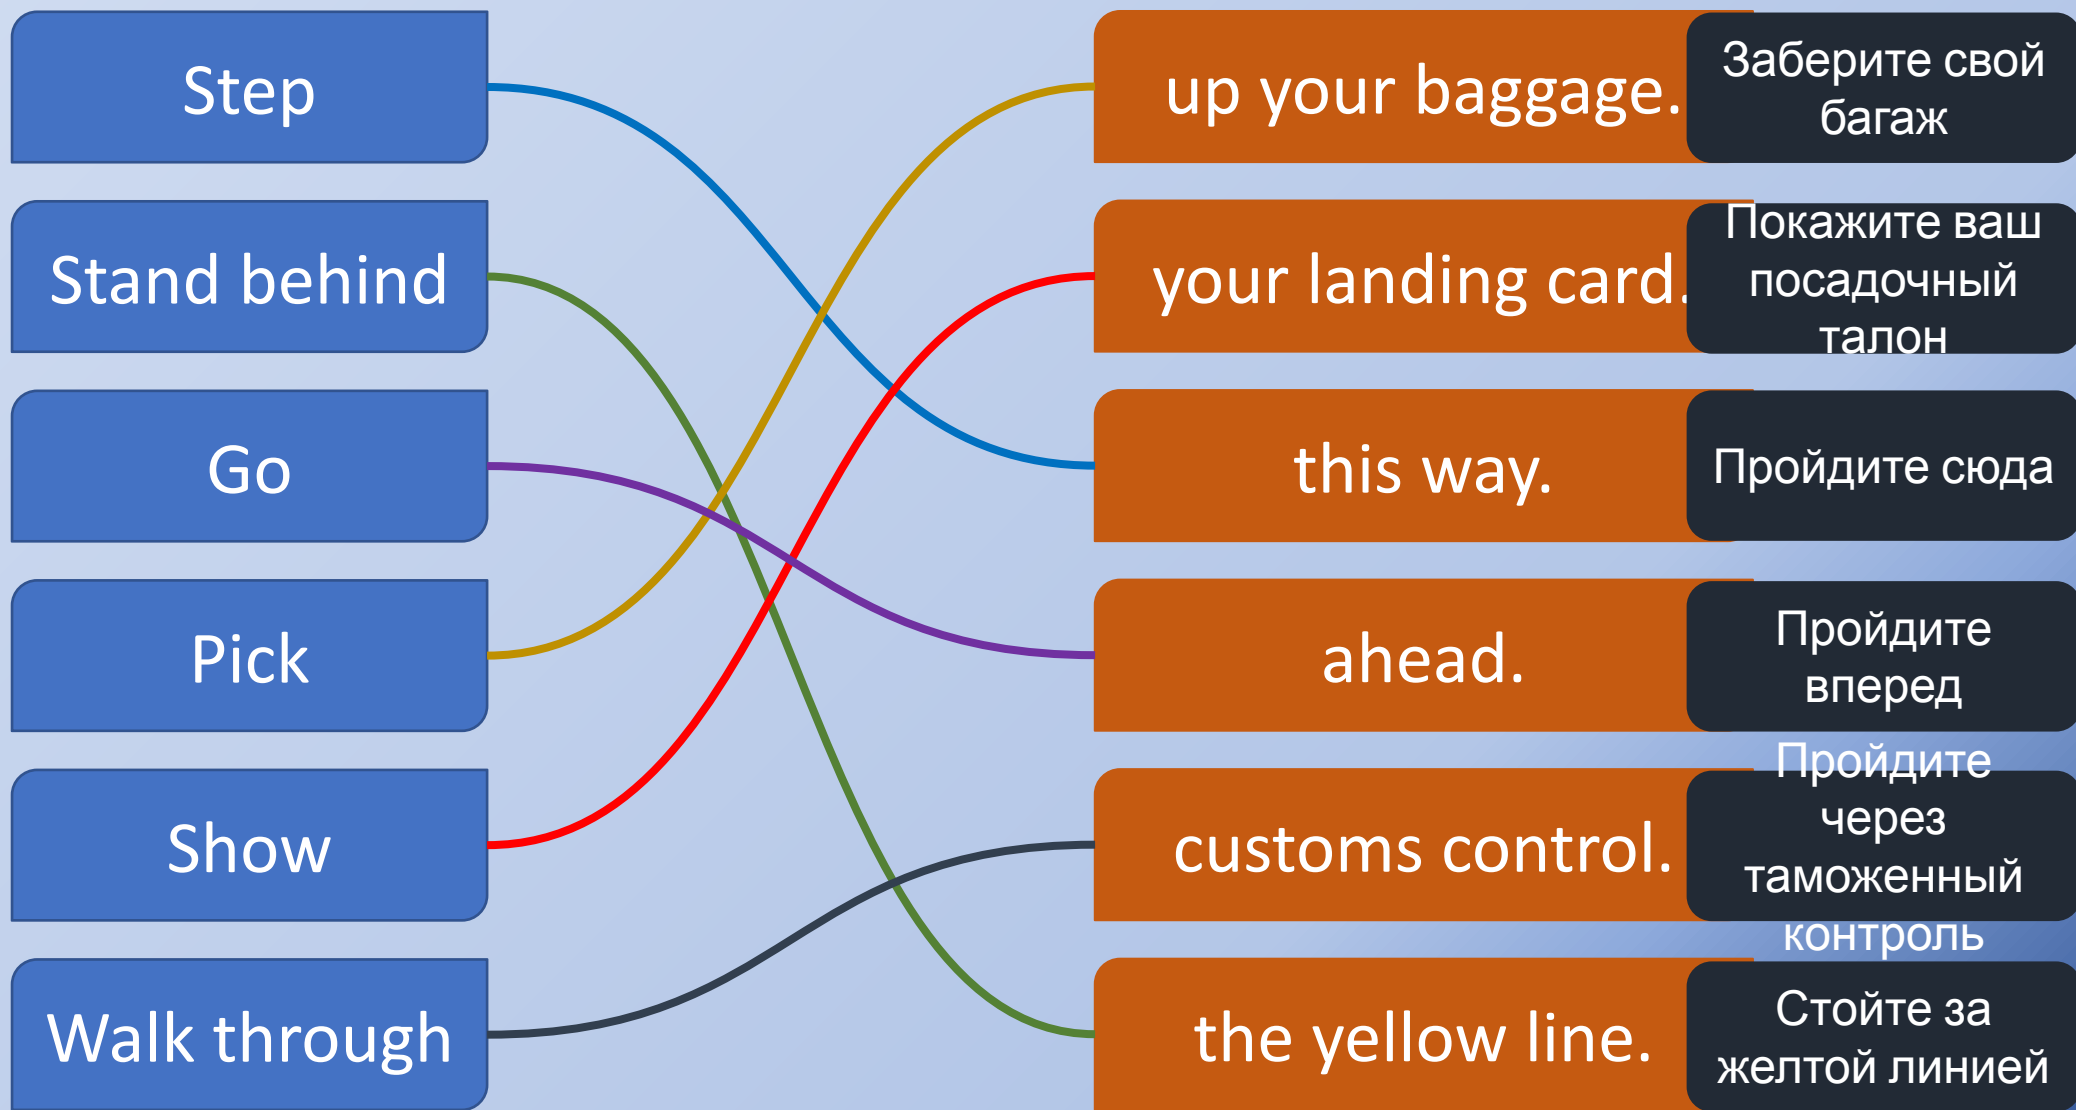 Step
up your baggage.
Заберите свой
багаж
Stand behind
your landing card.
Покажите ваш
посадочный
талон
Go
this way.
Пройдите сюда
Pick
ahead.
Пройдите
вперед
Show
customs control.
Пройдите
через
таможенный
контроль
Walk through
the yellow line.
Стойте за
желтой линией